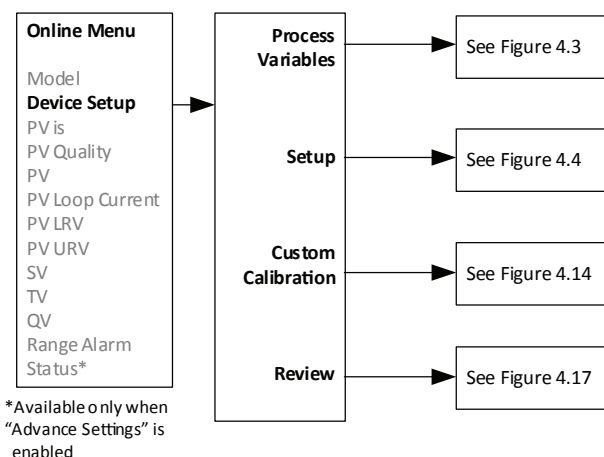 Online Menu
Model
Device Setup
PV is
PV Quality
PV
PV Loop Current
PV LRV
PV URV
SV
TV
QV
Range Alarm
Status*
*Available only when
“Advance Settings” is
enabled
Process
Variables
Setup
Custom
Calibration
Review
See Figure 4.3
See Figure 4.4
See Figure 4.14
See Figure 4.17